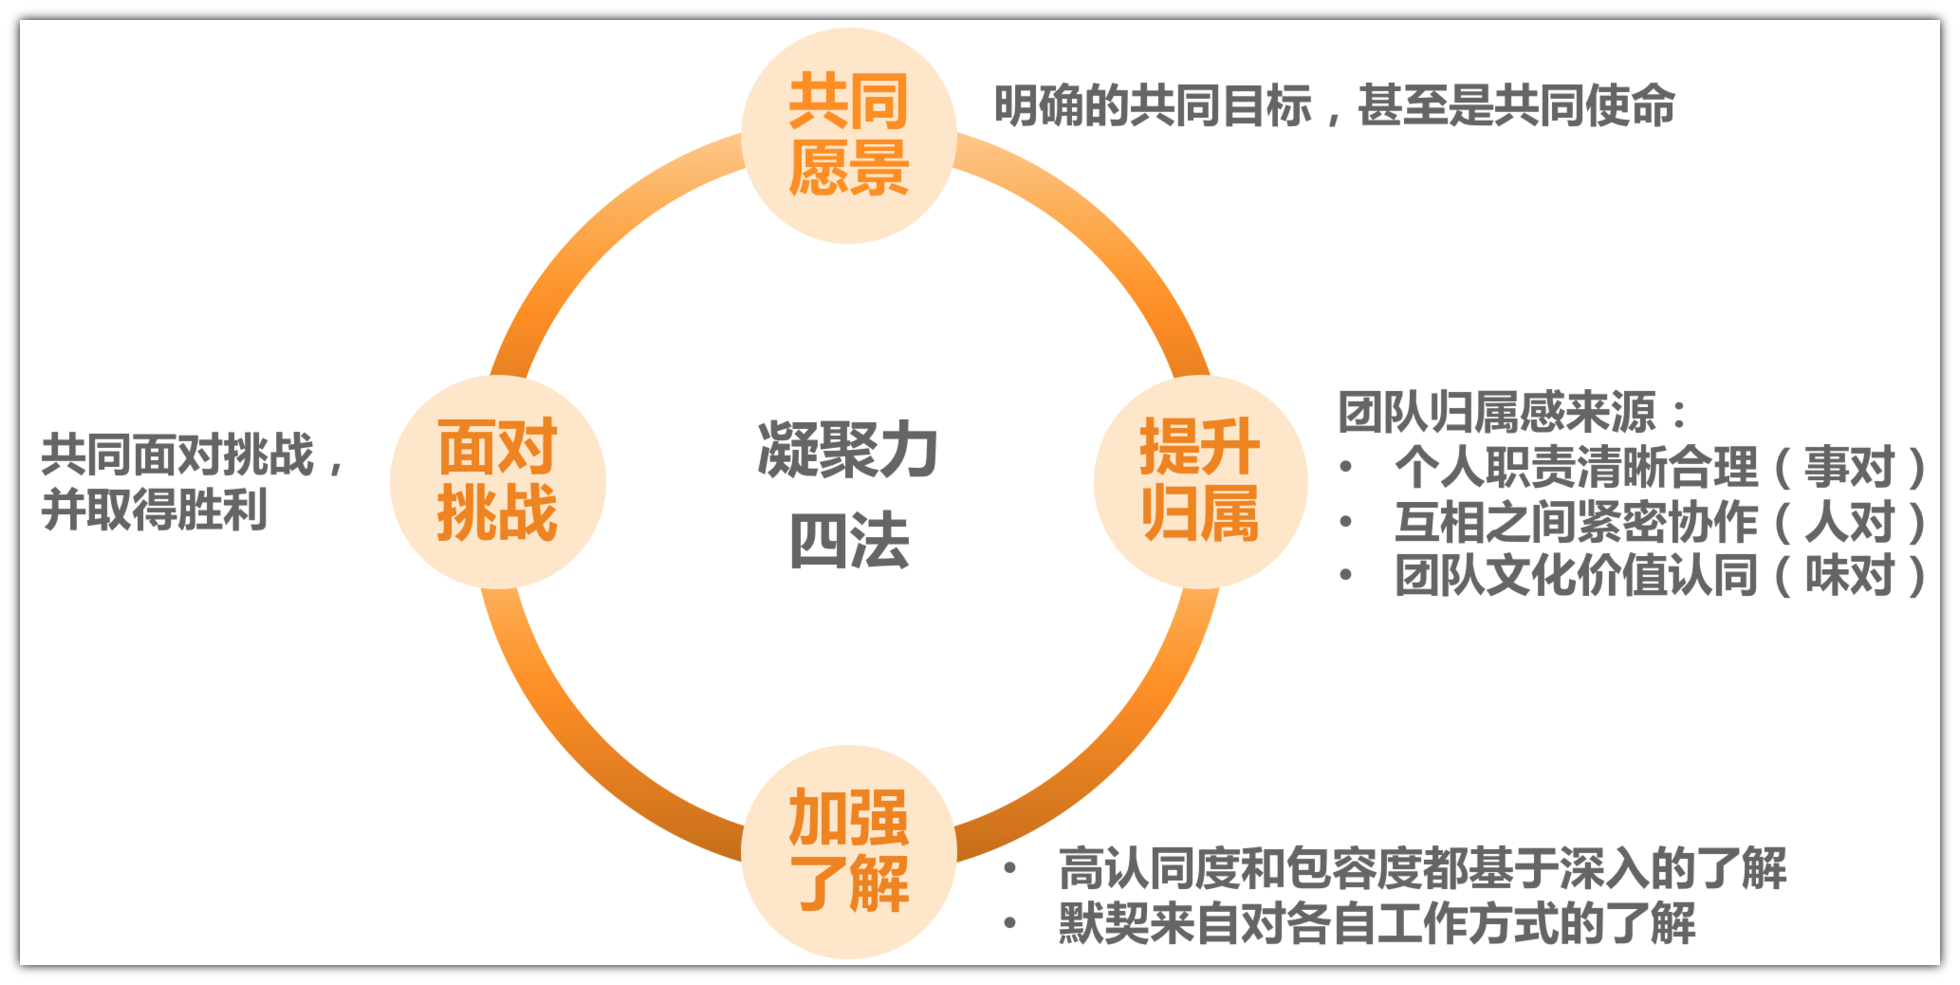 共同
愿景
明确的共同目标，甚至是共同使命
提升
归属
团队归属感来源：
• 个人职责清晰合理（事对）
• 互相之间紧密协作（人对）
• 团队文化价值认同（味对）
加强
了解
• 高认同度和包容度都基于深入的了解
• 默契来自对各自工作方式的了解
面对
挑战
共同面对挑战，
并取得胜利
凝聚力
四法